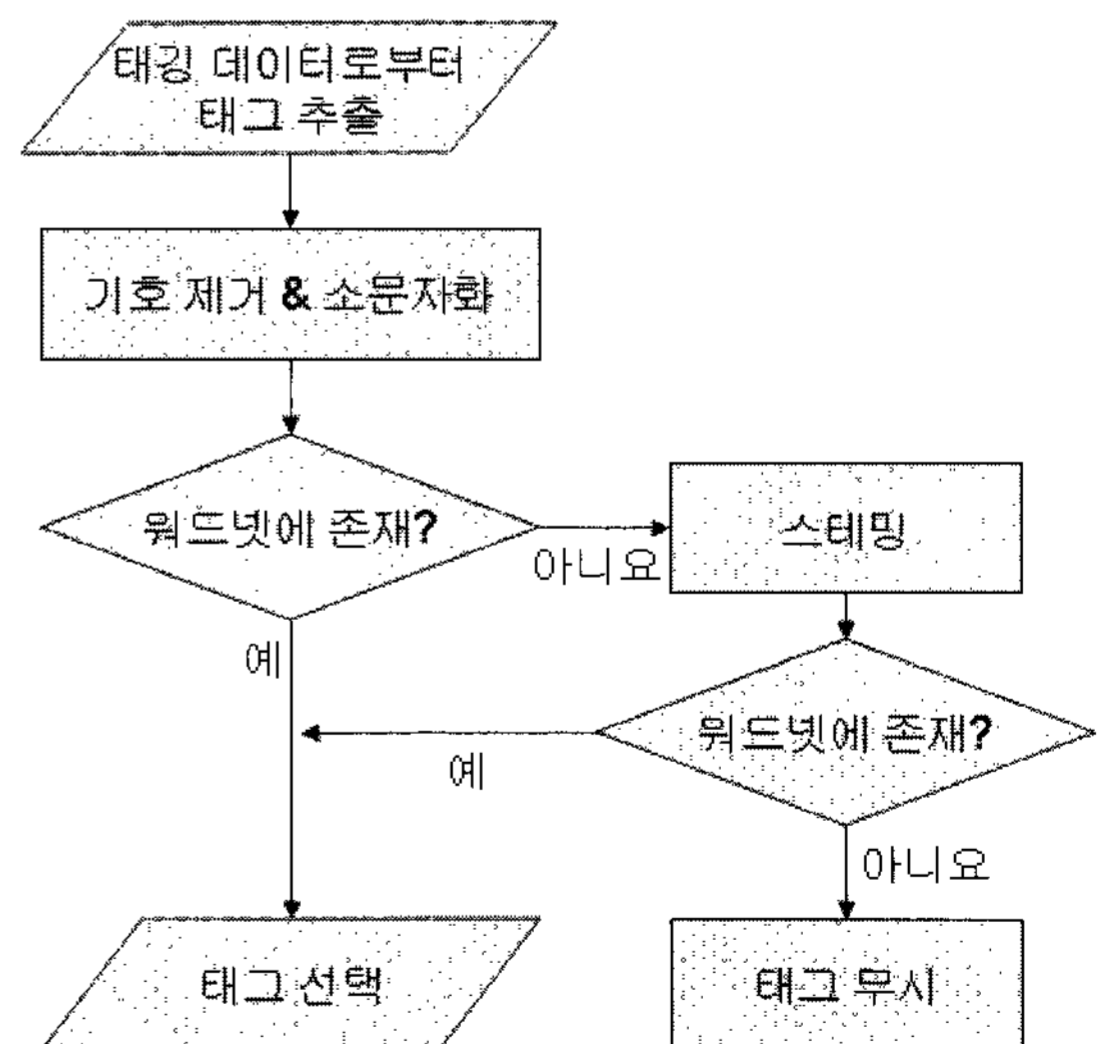 태깅 데이터로부터
태그 추출
기호 제거 & 소문자화
워드넷에 존재?
아니요
스테밍
예
워드넷에 존재?
예
아니요
태그 선택
태그 무시